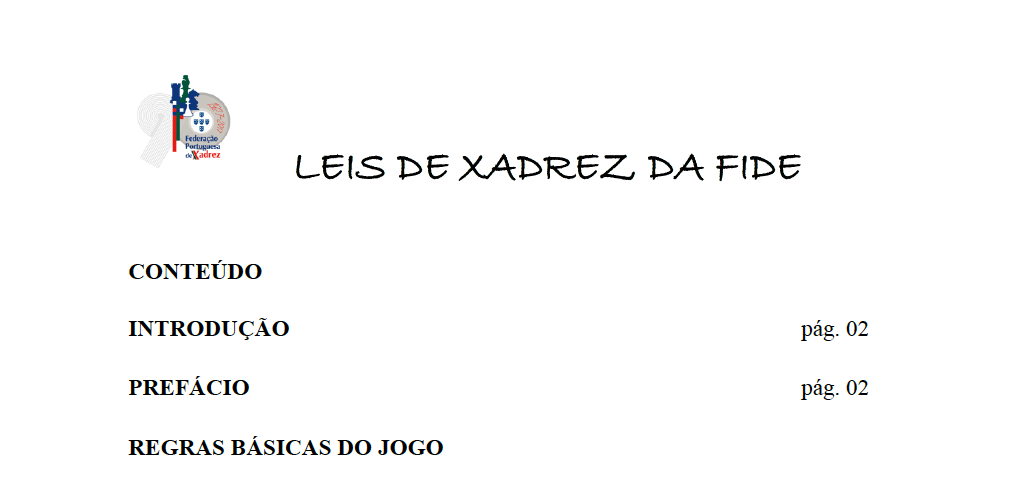 Federação
Portuguesa
de Xadrez
LEIS DE XADREZ DA FIDE
CONTEÚDO
INTRODUÇÃO pág. 02
PREFÁCIO pág. 02
REGRAS BÁSICAS DO JOGO